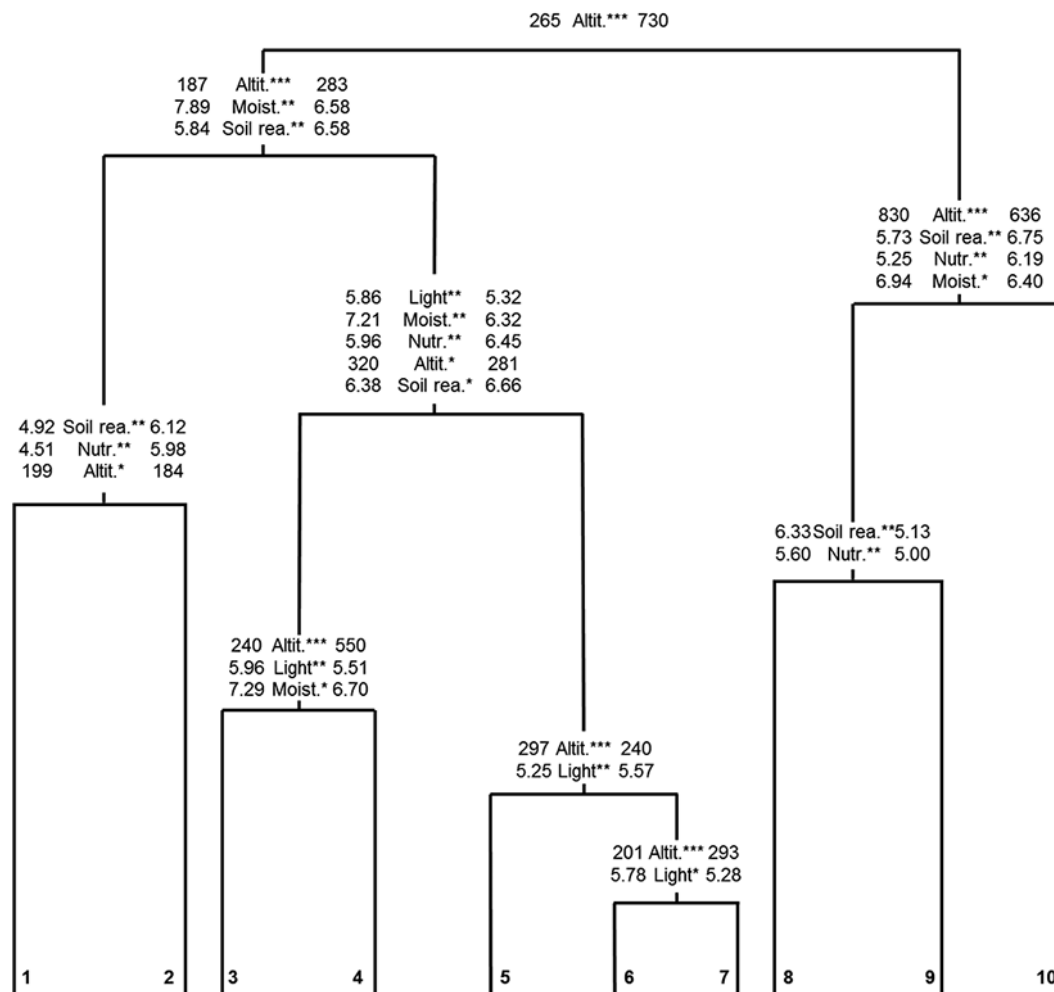 265 Altit.*** 730
187 Altit.*** 283
7.89 Moist.** 6.58
5.84 Soil rea.** 6.58
830 Altit.*** 636
5.73 Soil rea.** 6.75
5.25 Nutr.** 6.19
6.94 Moist.* 6.40
5.86 Light** 5.32
7.21 Moist.** 6.32
5.96 Nutr.** 6.45
320 Altit.* 281
6.38 Soil rea.* 6.66
4.92 Soil rea.** 6.12
4.51 Nutr.** 5.98
199 Altit.* 184
6.33 Soil rea.** 5.13
5.60 Nutr.** 5.00
240 Altit.*** 550
5.96 Light** 5.51
7.29 Moist.* 6.70
297 Altit.*** 240
5.25 Light** 5.57
201 Altit.*** 293
5.78 Light* 5.28
1 2 3 4 5 6 7 8 9 10